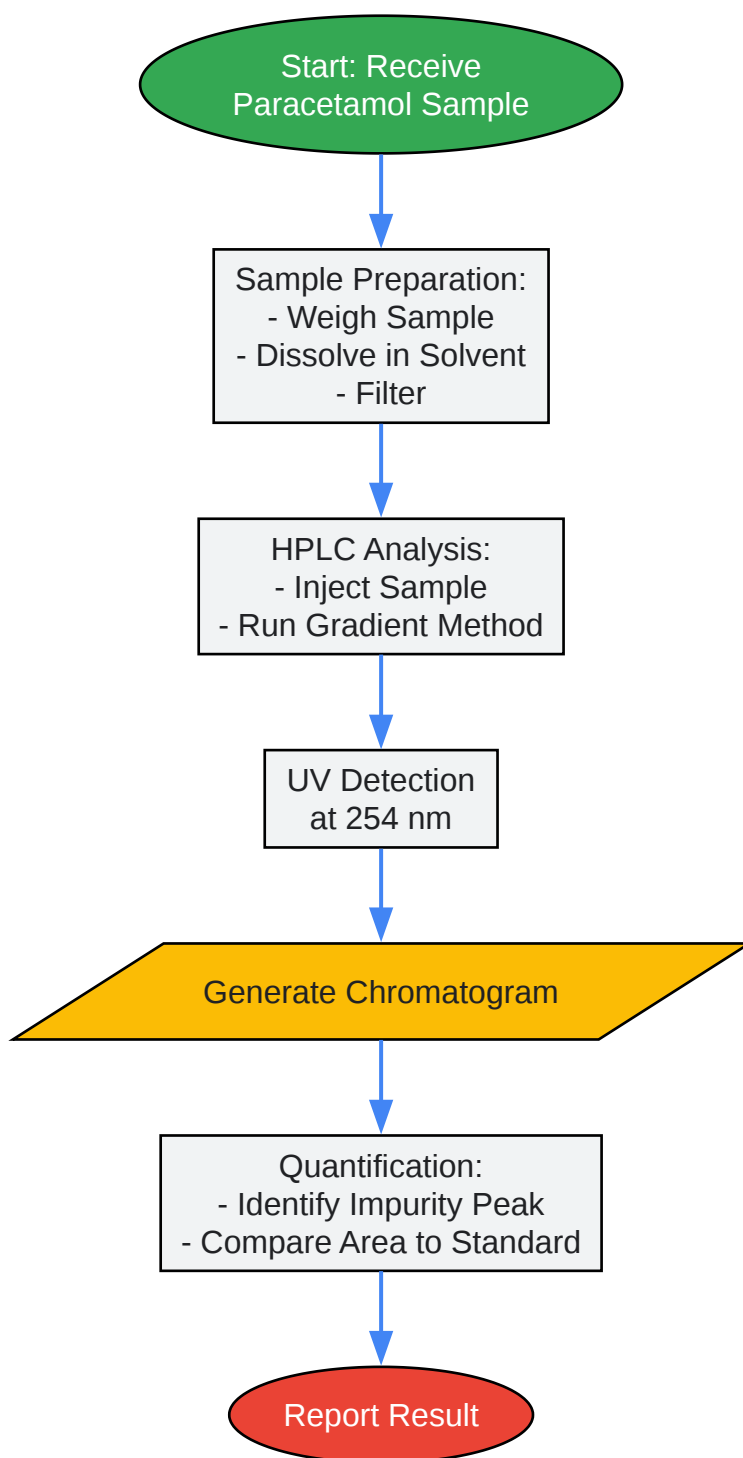 Start: Receive
Paracetamol Sample
Sample Preparation:
- Weigh Sample
- Dissolve in Solvent
- Filter
HPLC Analysis:
- Inject Sample
- Run Gradient Method
UV Detection
at 254 nm
Generate Chromatogram
Quantification:
- Identify Impurity Peak
- Compare Area to Standard
Report Result